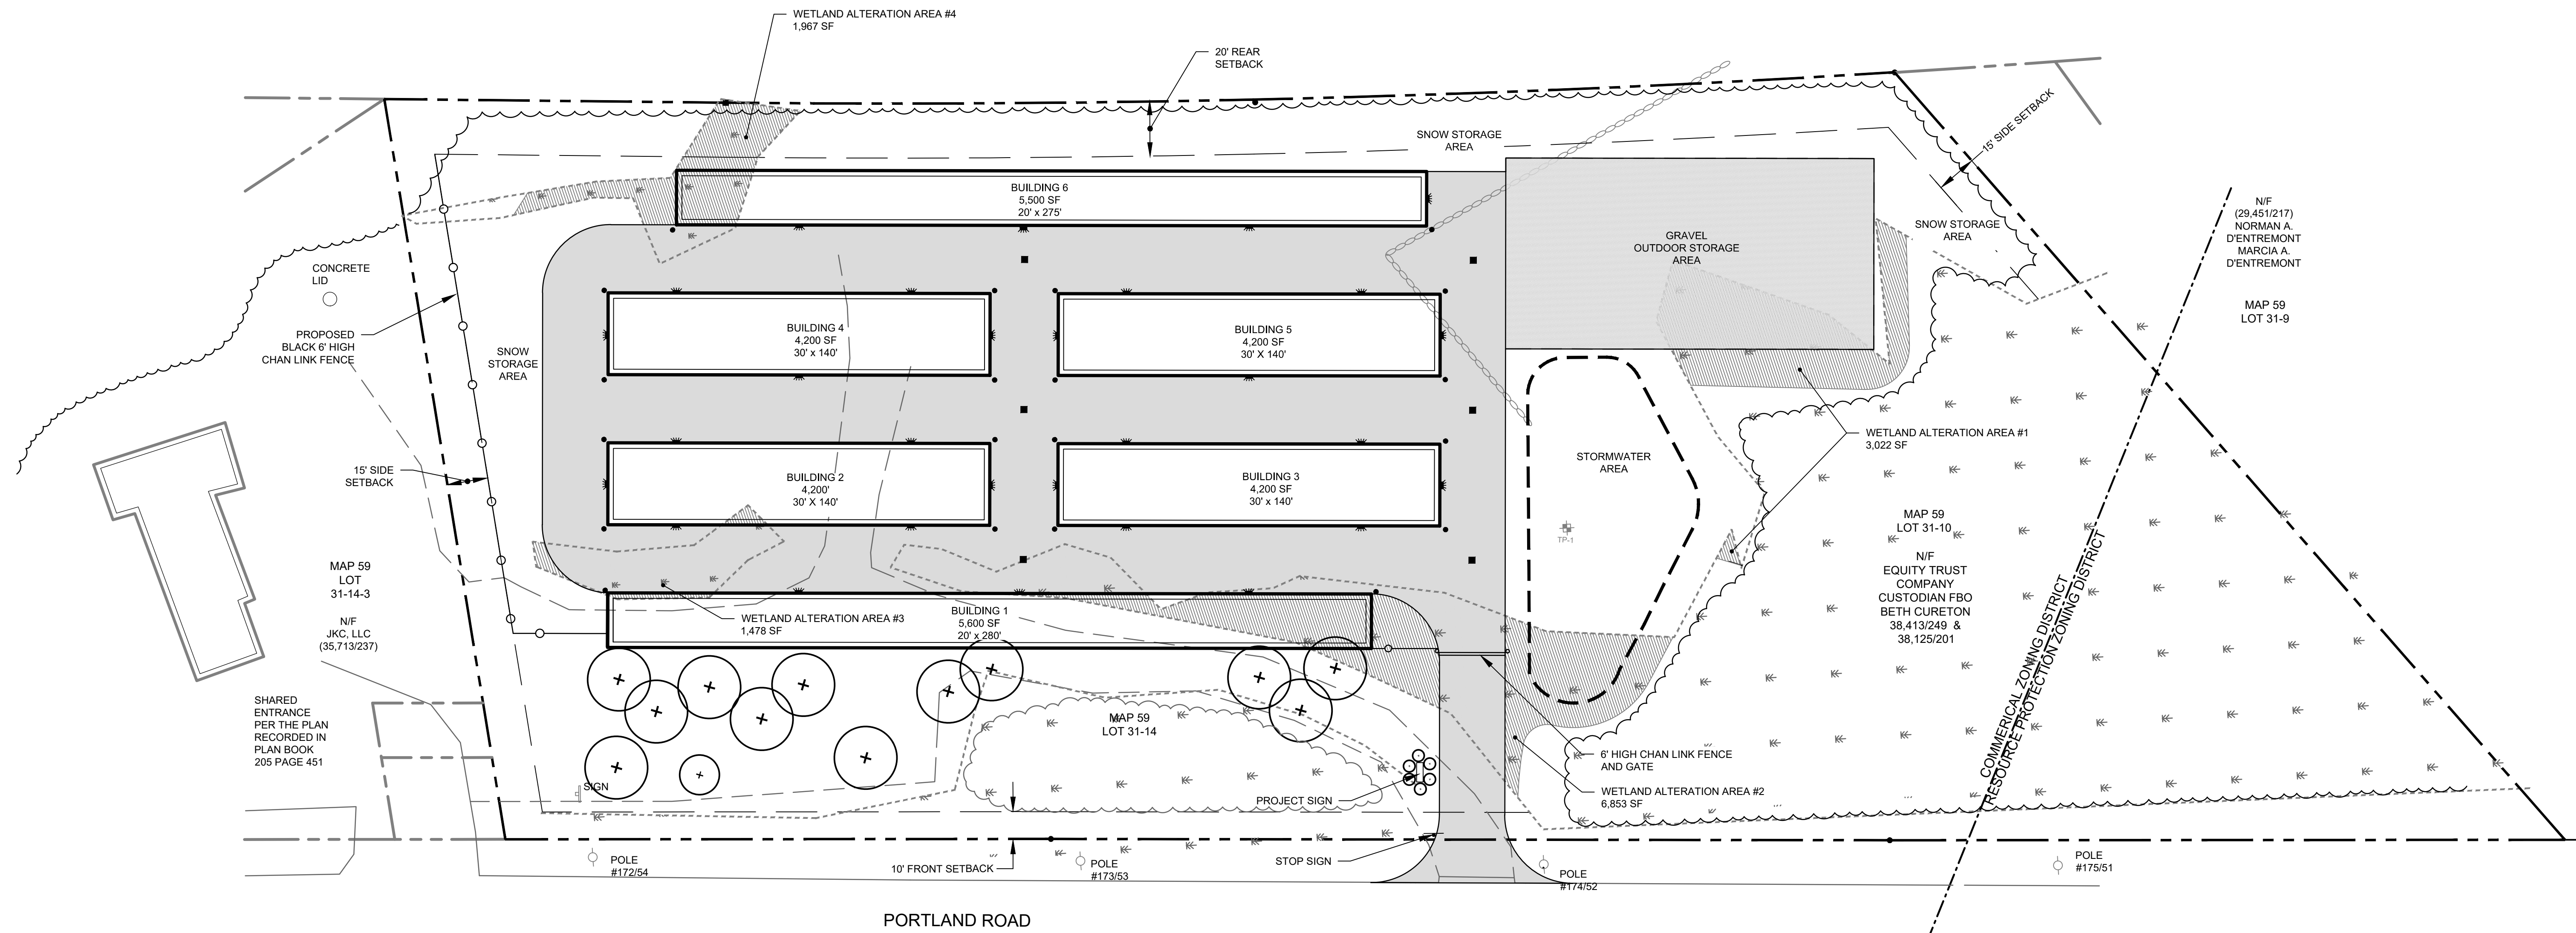 WETLAND ALTERATION AREA #4
1,967 SF
20' REAR
SETBACK
SNOW STORAGE
AREA
15' SIDE SETBACK
BUILDING 6
5,500 SF
20' x 275'
N/F
(29,451/217)
NORMAN A.
D'ENTREMONT
MARCIA A.
D'ENTREMONT
MAP 59
LOT 31-9
SNOW STORAGE
AREA
GRAVEL
OUTDOOR STORAGE
AREA
CONCRETE
LID
PROPOSED
BLACK 6' HIGH
CHAN LINK FENCE
SNOW
STORAGE
AREA
BUILDING 4
4,200 SF
30' x 140'
BUILDING 5
4,200 SF
30' X 140'
WETLAND ALTERATION AREA #1
3,022 SF
15' SIDE
SETBACK
BUILDING 2
4,200'
30' X 140'
BUILDING 3
4,200 SF
30' x 140'
STORMWATER
AREA
TP-1
MAP 59
LOT 31-10
N/F
EQUITY TRUST
COMPANY
CUSTODIAN FBO
BETH CURETON
38,413/249 &
38,125/201
COMMERICAL ZONING DISTRICT
RESOURCE PROTECTION ZONING DISTRICT
MAP 59
LOT
31-14-3
N/F
JKC, LLC
(35,713/237)
WETLAND ALTERATION AREA #3
1,478 SF
BUILDING 1
5,600 SF
20' x 280'
SHARED
ENTRANCE
PER THE PLAN
RECORDED IN
PLAN BOOK
205 PAGE 451
MAP 59
LOT 31-14
6' HIGH CHAN LINK FENCE
AND GATE
SIGN
PROJECT SIGN
WETLAND ALTERATION AREA #2
6,853 SF
10' FRONT SETBACK
STOP SIGN
POLE
#172/54
POLE
#173/53
POLE
#174/52
POLE
#175/51
PORTLAND ROAD